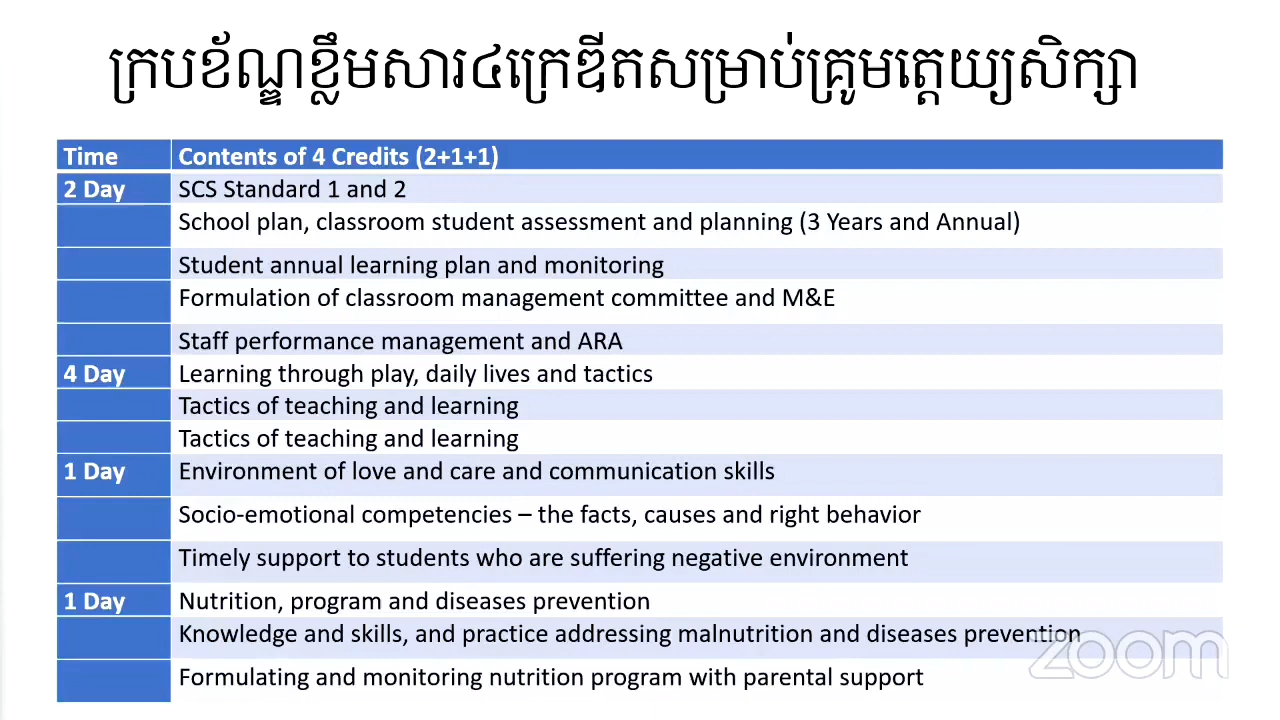 ក្របខ័ណ្ឌខ្លឹមសារ៤ក្រេឌីតសម្រាប់គ្រូមត្តេយ្យសិក្សា
Time Contents of 4 Credits (2+1+1)
2 Day SCS Standard 1 and 2
School plan, classroom student assessment and planning (3 Years and Annual)
Student annual learning plan and monitoring
Formulation of classroom management committee and M&E
Staff performance management and ARA
4 Day Learning through play, daily lives and tactics
Tactics of teaching and learning
Tactics of teaching and learning
1 Day Environment of love and care and communication skills
Socio-emotional competencies – the facts, causes and right behavior
Timely support to students who are suffering negative environment
1 Day Nutrition, program and diseases prevention
Knowledge and skills, and practice addressing malnutrition and diseases prevention
Formulating and monitoring nutrition program with parental support
zoom